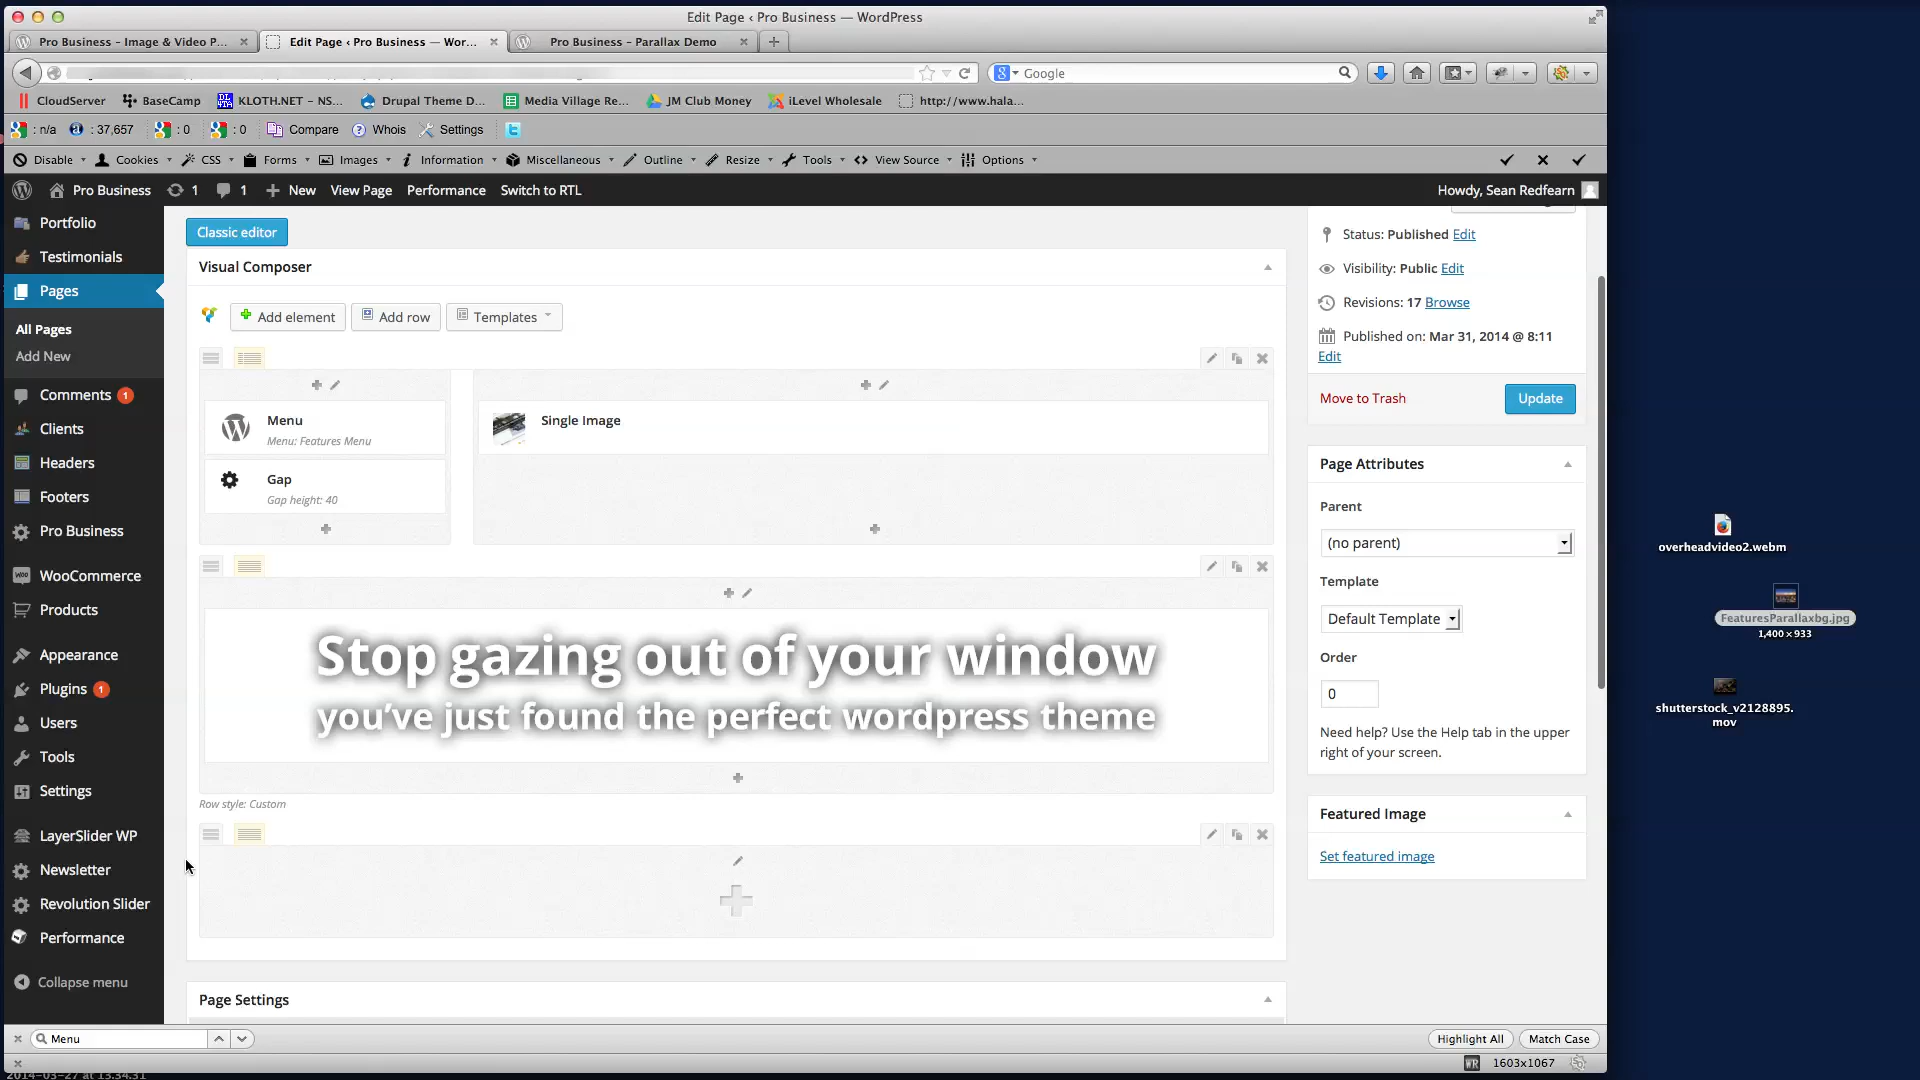 Edit Page ‹ Pro Business — WordPress
Pro Business - Image & Video P...
Edit Page ‹ Pro Business — Wor...
Pro Business - Parallax Demo
Google
CloudServer
BaseCamp
KLOTH.NET - NS...
Drupal Theme D...
Media Village Re...
JM Club Money
iLevel Wholesale
http://www.hala...
: n/a
: 37,657
: 0
: 0
Compare
Whois
Settings
Disable
Cookies
CSS
Forms
Images
Information
Miscellaneous
Outline
Resize
Tools
View Source
Options
Pro Business
1
1
New
View Page
Performance
Switch to RTL
Howdy, Sean Redfearn
Portfolio
Testimonials
Pages
All Pages
Add New
Comments 1
Clients
Headers
Footers
Pro Business
WooCommerce
Products
Appearance
Plugins 1
Users
Tools
Settings
LayerSlider WP
Newsletter
Revolution Slider
Performance
Collapse menu
Classic editor
Visual Composer
Add element
Add row
Templates
Menu
Menu: Features Menu
Gap
Gap height: 40
Single Image
Stop gazing out of your window
you've just found the perfect wordpress theme
Row style: Custom
Page Settings
Status: Published Edit
Visibility: Public Edit
Revisions: 17 Browse
Published on: Mar 31, 2014 @ 8:11
Edit
Move to Trash
Update
Page Attributes
Parent
(no parent)
Template
Default Template
Order
0
Need help? Use the Help tab in the upper
right of your screen.
Featured Image
Set featured image
overheadvideo2.webm
FeaturesParallaxbg.jpg
1,400 × 933
shutterstock_v2128895.
mov
Menu
Highlight All
Match Case
WR
1603x1067
2014-03-27 at 13.34.31